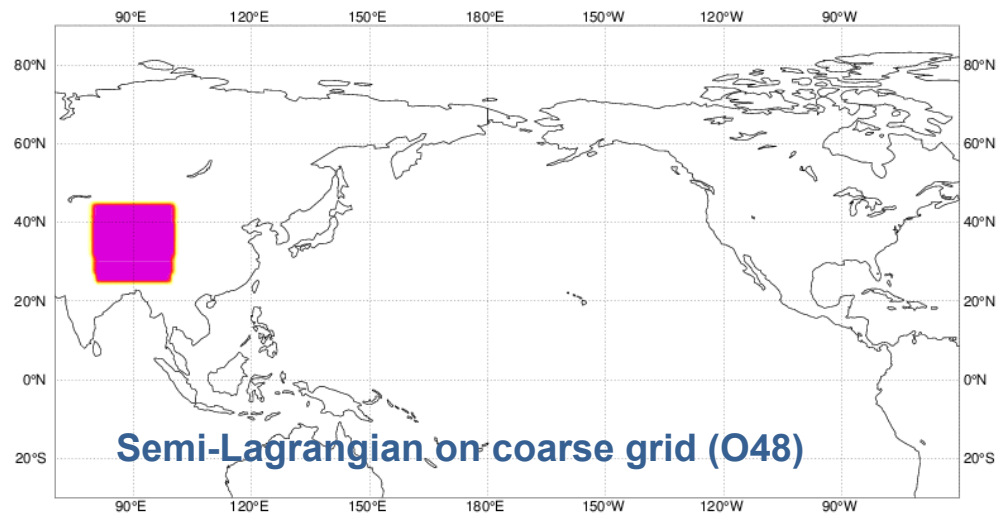 90°E 120°E 150°E 180°E 150°W 120°W 90°W
80°N 80°N
60°N 60°N
40°N 40°N
20°N 20°N
0°N 0°N
Semi-Lagrangian on coarse grid (O48)
20°S 20°S
90°E 120°E 150°E 180°E 150°W 120°W 90°W